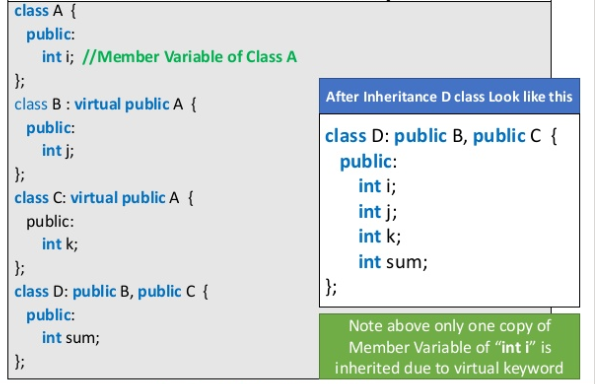 class A {
public:
int i; //Member Variable of Class A
};
class B : virtual public A {
public:
int j;
};
class C: virtual public A {
public:
int k;
};
class D: public B, public C {
public:
int sum;
};
After Inheritance D class Look like this
class D: public B, public C {
public:
int i;
int j;
int k;
int sum;
};
Note above only one copy of
Member Variable of “int i” is
inherited due to virtual keyword